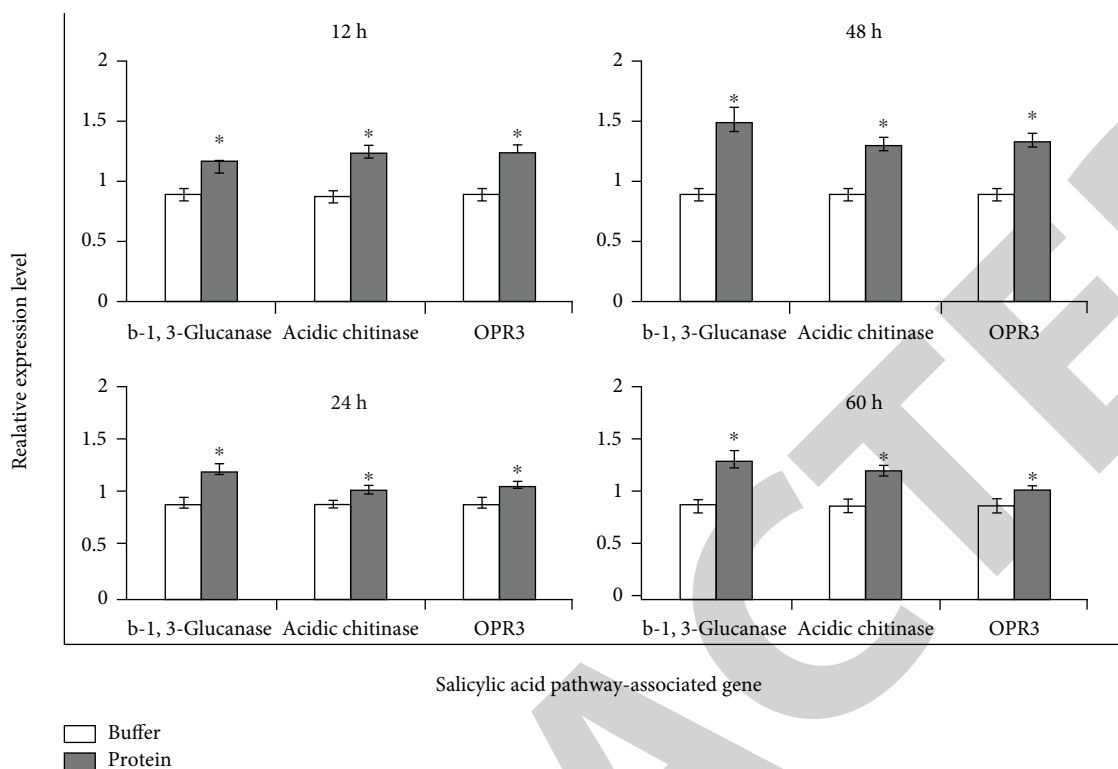 12 h
2
1.5
1
0.5
0
* * *
b-1, 3-Glucanase Acidic chitinase OPR3
48 h
2
1.5
1
0.5
0
* * *
b-1, 3-Glucanase Acidic chitinase OPR3
24 h
2
1.5
1
0.5
0
* * *
b-1, 3-Glucanase Acidic chitinase OPR3
60 h
2
1.5
1
0.5
0
* * *
b-1, 3-Glucanase Acidic chitinase OPR3
Realative expression level
Salicylic acid pathway-associated gene
Buffer
Protein
ACTE